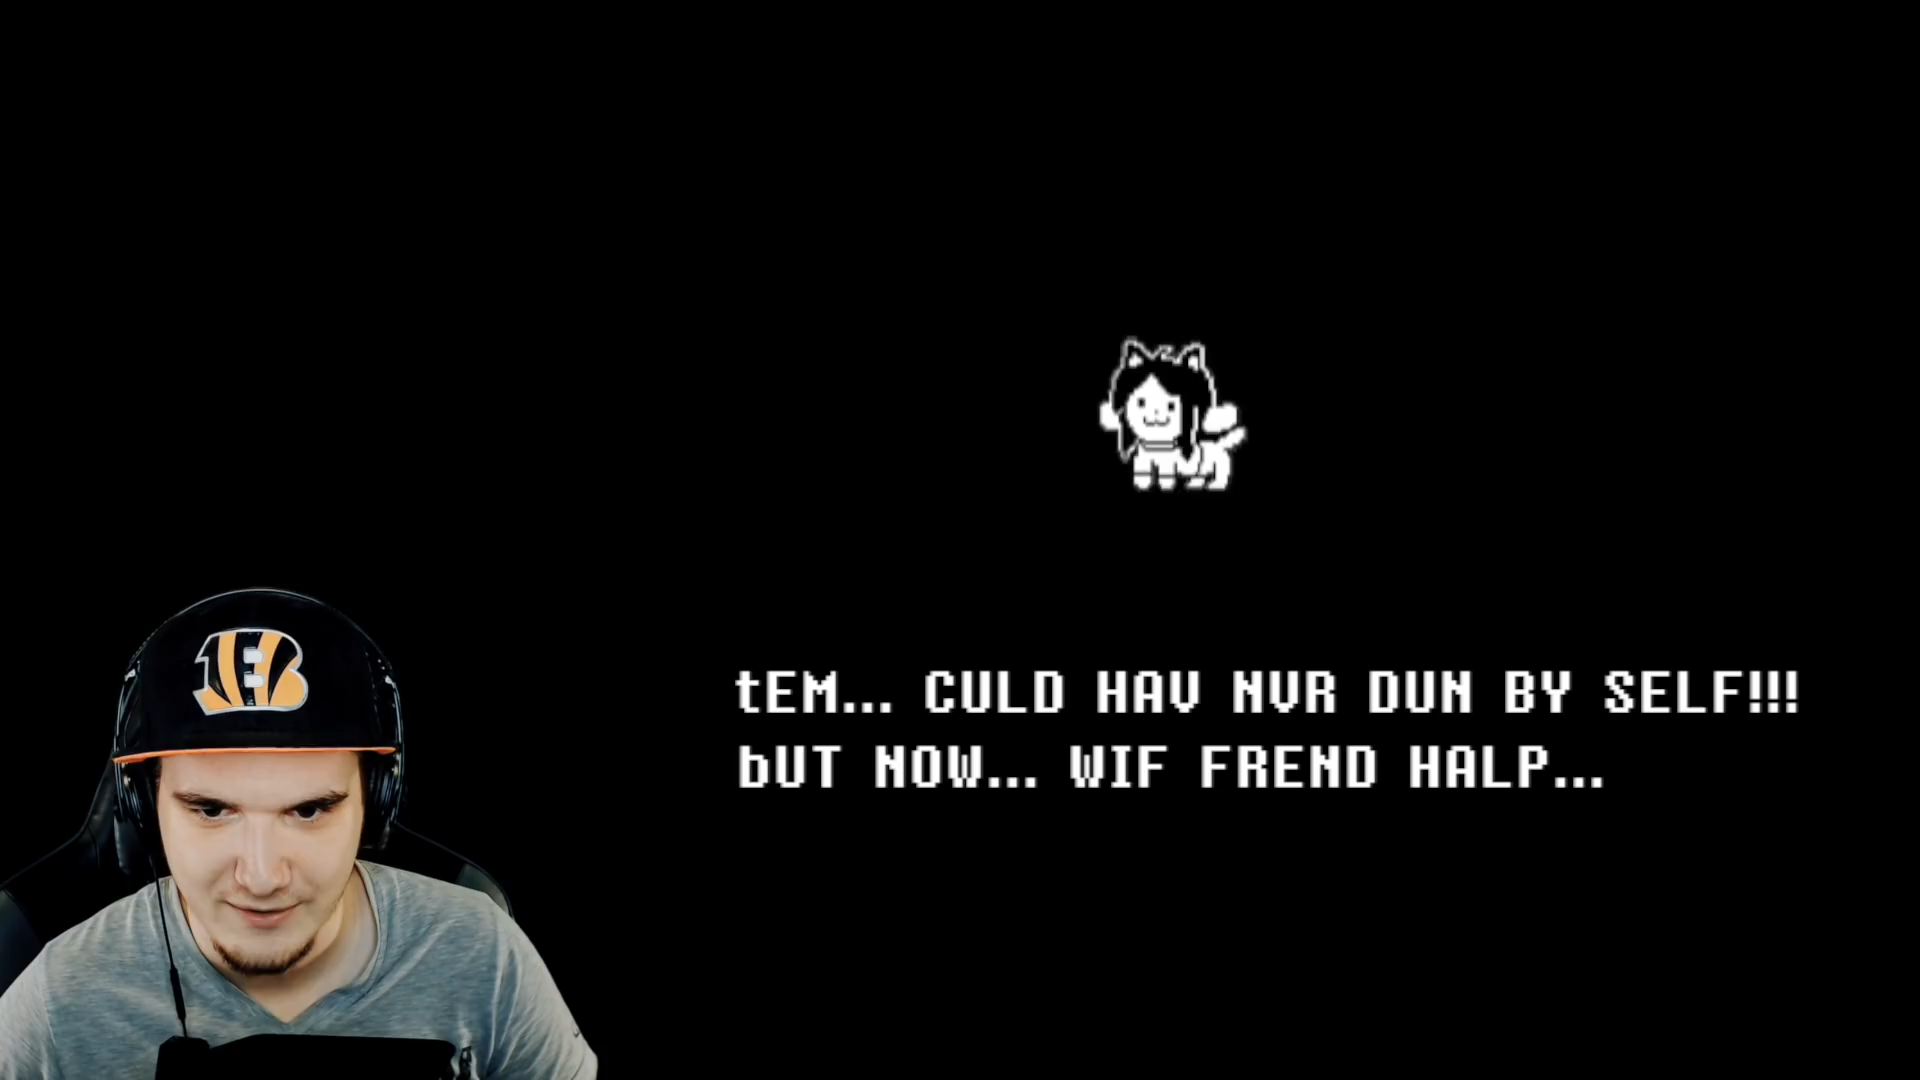 tEM... CULD HAV NVR DUN BY SELF!!!
bUT NOW... WIF FREND HALP...